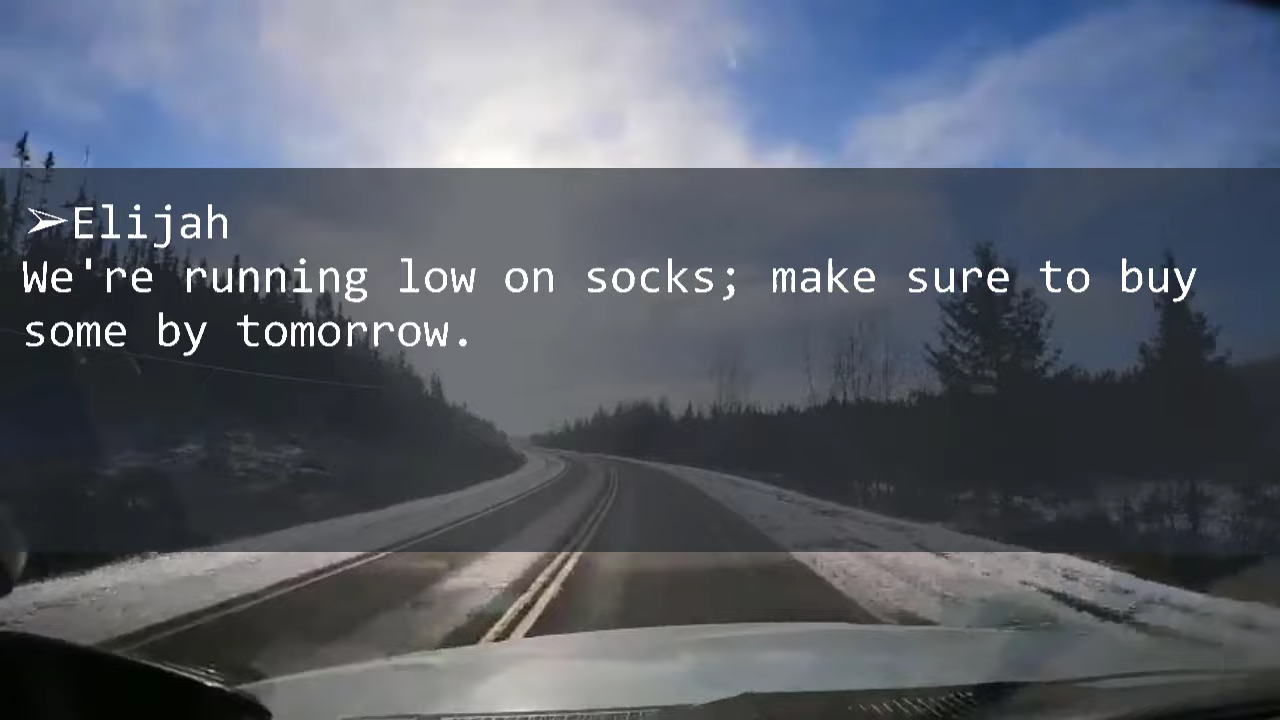 ➢Elijah
We're running low on socks; make sure to buy
some by tomorrow.